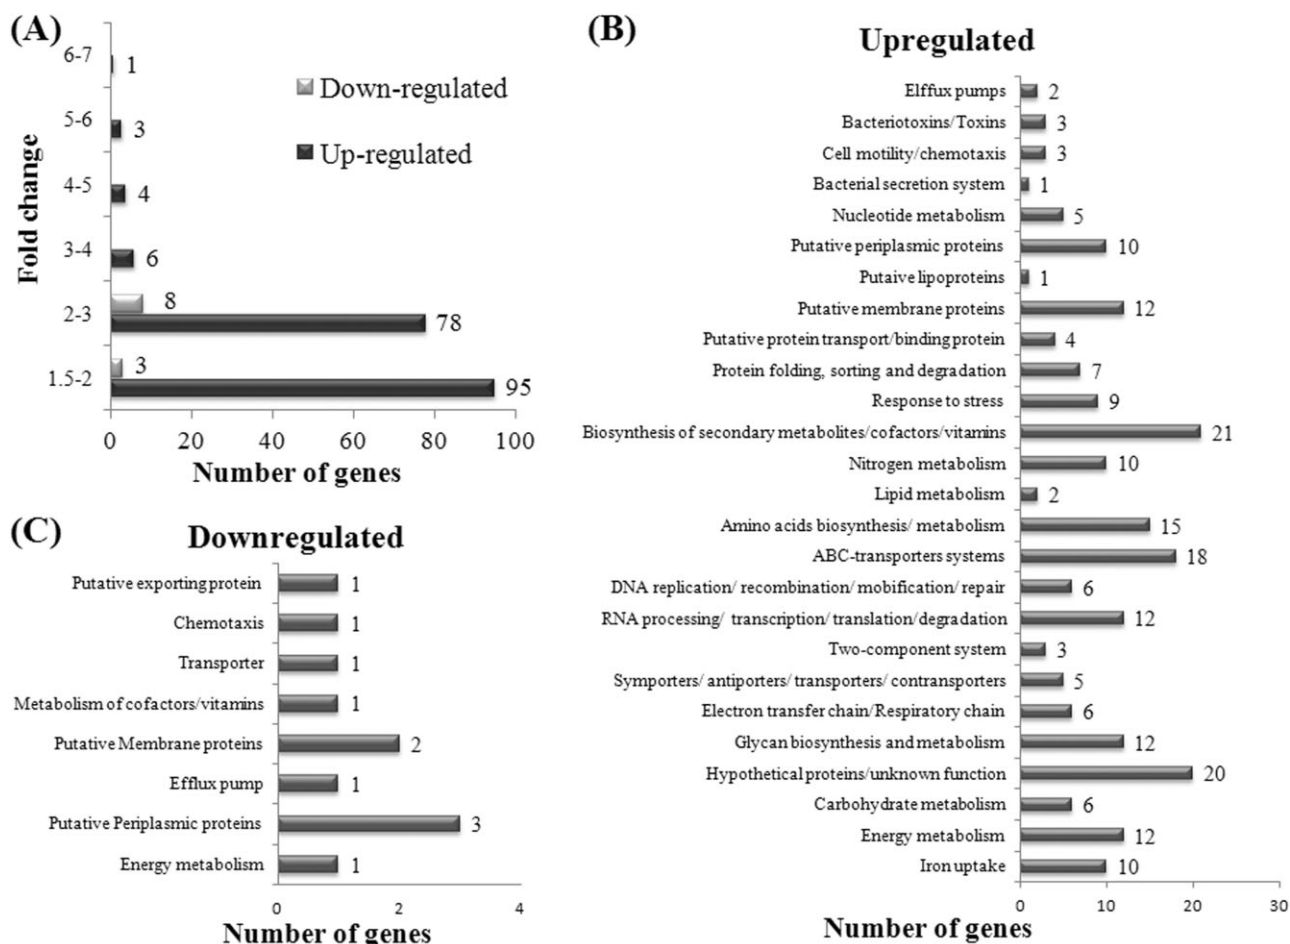 (A)
Fold change
6-7
1
5-6
3
4-5
4
3-4
6
2-3
8
78
1.5-2
3
95
Down-regulated
Up-regulated
0 20 40 60 80 100
Number of genes
(B)
Upregulated
Elffux pumps 2
Bacteriotoxins/Toxins 3
Cell motility/chemotaxis 3
Bacterial secretion system 1
Nucleotide metabolism 5
Putative periplasmic proteins 10
Putaive lipoproteins 1
Putative membrane proteins 12
Putative protein transport/binding protein 4
Protein folding, sorting and degradation 7
Response to stress 9
Biosynthesis of secondary metabolites/cofactors/vitamins 21
Nitrogen metabolism 10
Lipid metabolism 2
Amino acids biosynthesis/ metabolism 15
ABC-transporters systems 18
DNA replication/ recombination/ mobification/ repair 6
RNA processing/ transcription/ translation/ degradation 12
Two-component system 3
Symporters/ antiporters/ transporters/ contransporters 5
Electron transfer chain/Respiratory chain 6
Glycan biosynthesis and metabolism 12
Hypothetical proteins/unknown function 20
Carbohydrate metabolism 6
Energy metabolism 12
Iron uptake 10
0 10 20 30
Number of genes
(C)
Downregulated
Putative exporting protein 1
Chemotaxis 1
Transporter 1
Metabolism of cofactors/vitamins 1
Putative Membrane proteins 2
Efflux pump 1
Putative Periplasmic proteins 3
Energy metabolism 1
0 2 4
Number of genes